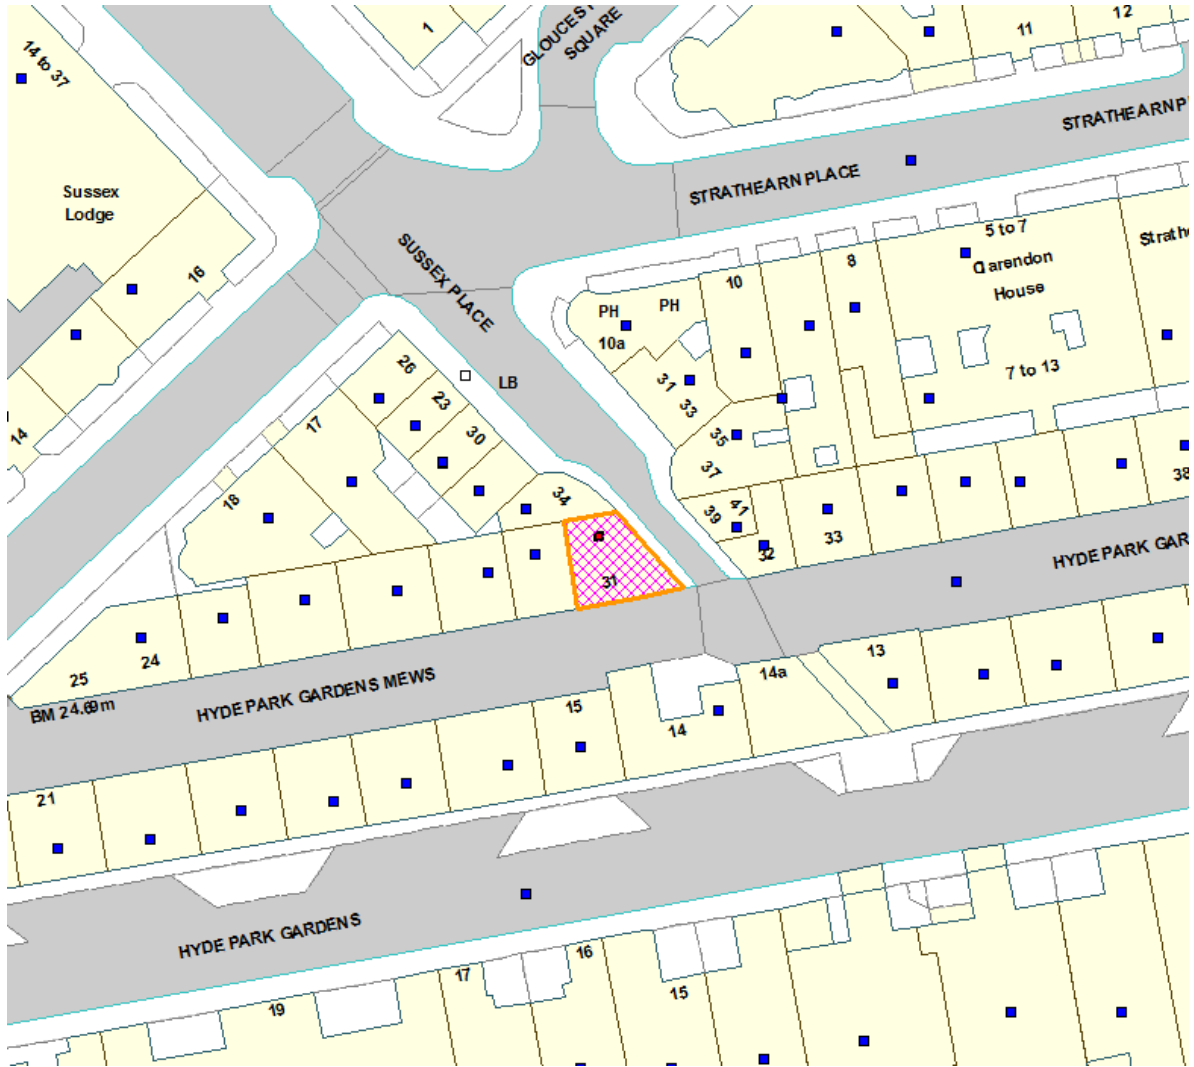 1
GLOUCEST
SQUARE
11
12
14 to 37
STRATHEARN P
STRATHEARN PLACE
Sussex
Lodge
16
SUSSEX PLACE
5 to 7
Clarendon
House
Strathe
8
10
PH
PH
10a
7 to 13
14
26
23
30
34
17
18
LB
31
33
35
37
39
41
32
33
38
HYDE PARK GAR
31
25
24
BM 24.69m
HYDE PARK GARDENS MEWS
13
14a
14
15
21
HYDE PARK GARDENS
19
17
16
15